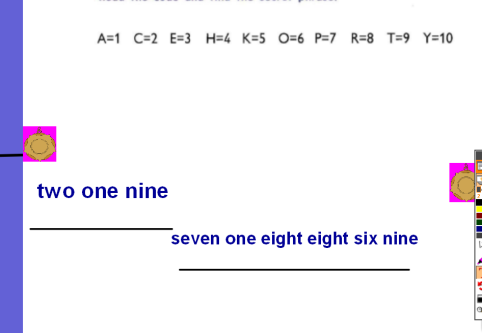 A=1 C=2 E=3 H=4 K=5 O=6 P=7 R=8 T=9 Y=10
two one nine
seven one eight eight six nine